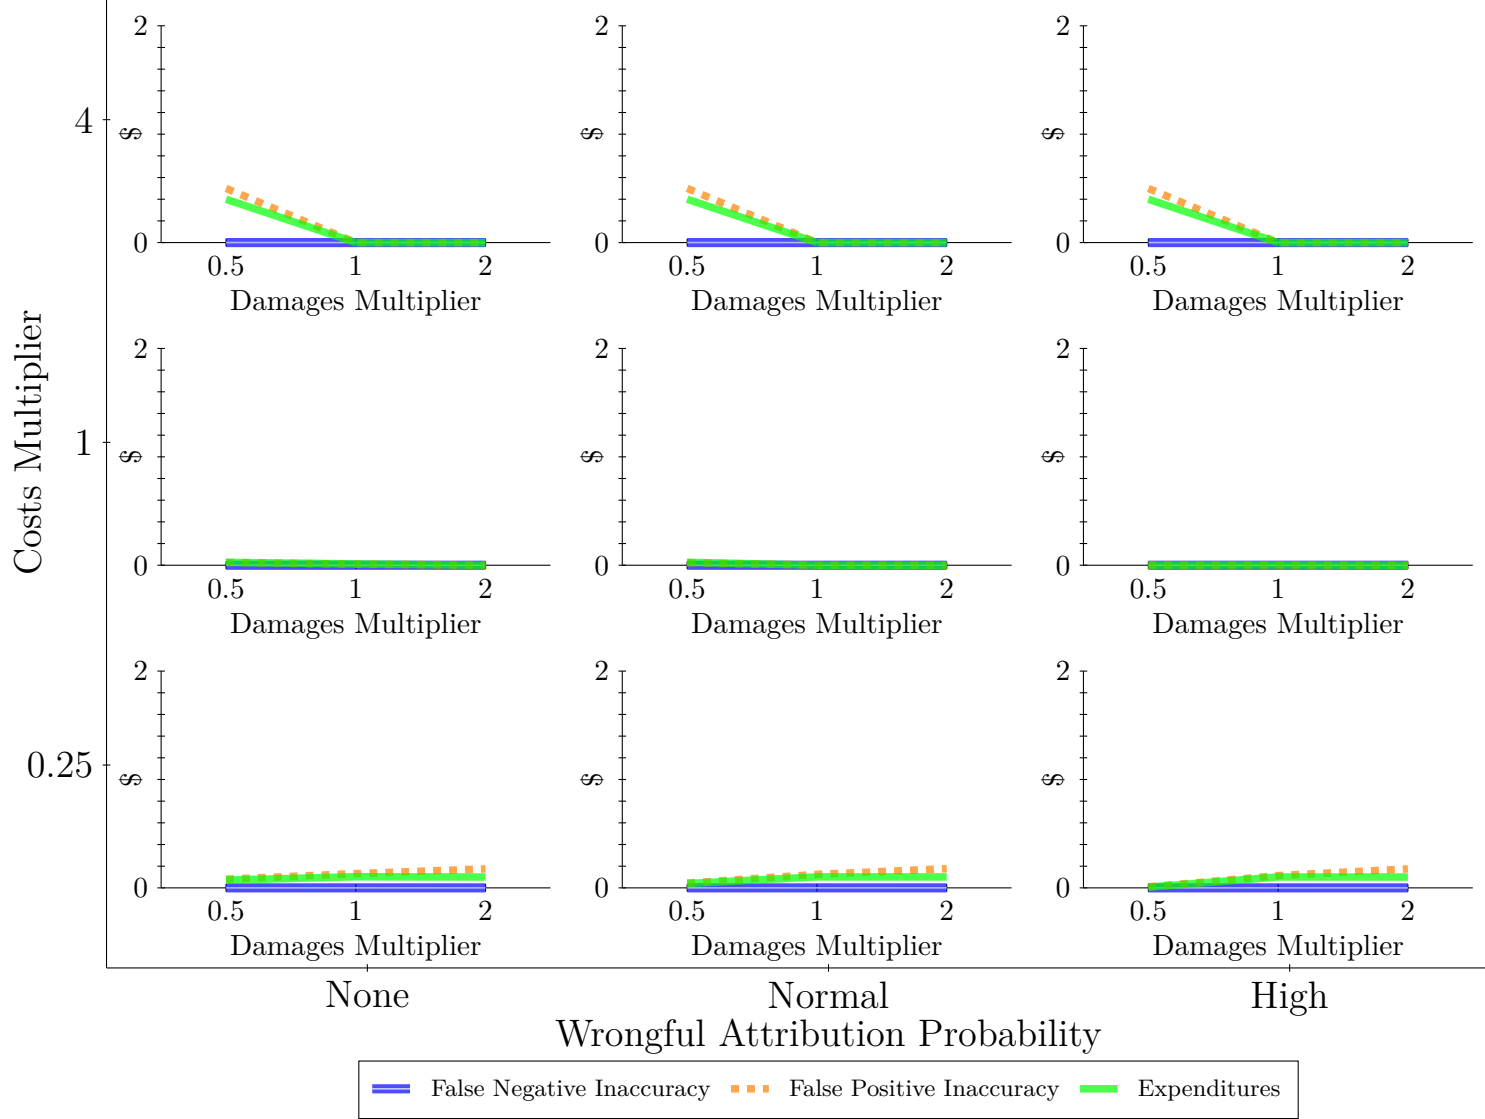 2
2
2
4
$
$
$
0
0
0
0.5 1 2
0.5 1 2
0.5 1 2
Damages Multiplier
Damages Multiplier
Damages Multiplier
Costs Multiplier
2
2
2
1
$
$
$
0
0
0
0.5 1 2
0.5 1 2
0.5 1 2
Damages Multiplier
Damages Multiplier
Damages Multiplier
2
2
2
0.25
$
$
$
0
0
0
0.5 1 2
0.5 1 2
0.5 1 2
Damages Multiplier
Damages Multiplier
Damages Multiplier
None
Normal
High
Wrongful Attribution Probability
False Negative Inaccuracy
False Positive Inaccuracy
Expenditures